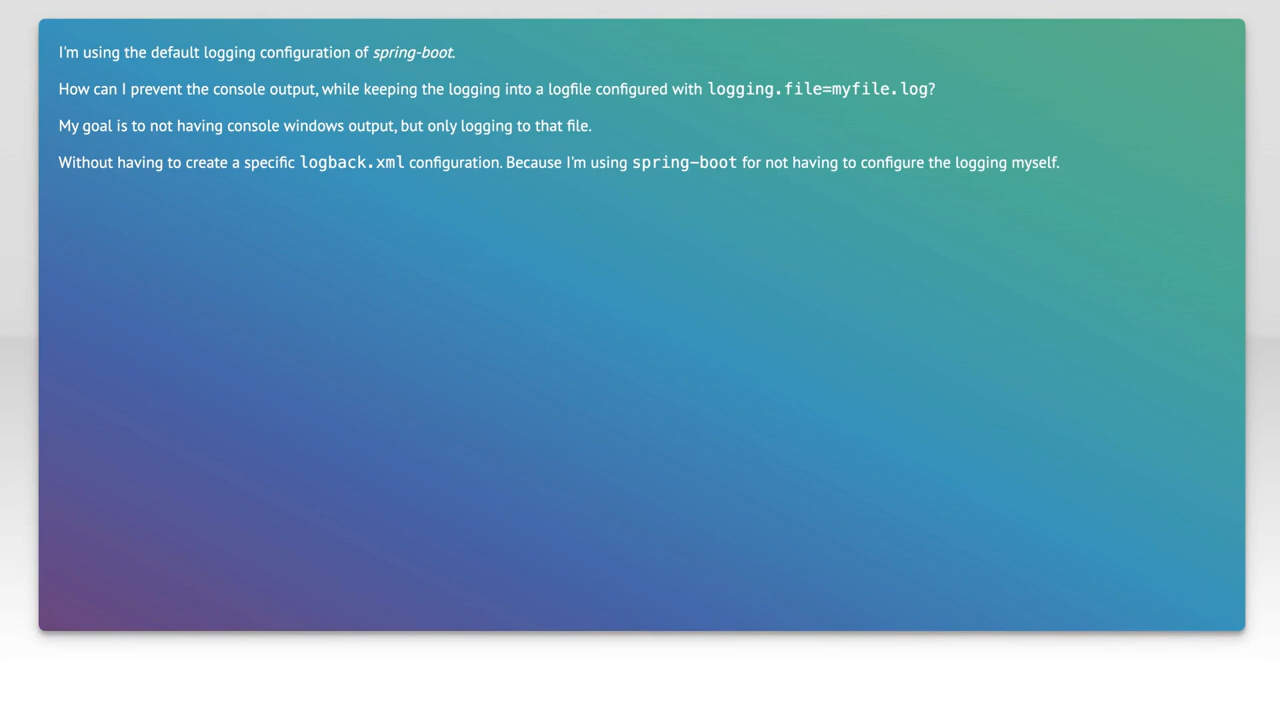 I'm using the default logging configuration of spring-boot.
How can I prevent the console output, while keeping the logging into a logfile configured with logging.file=myfile.log?
My goal is to not having console windows output, but only logging to that file.
Without having to create a specific logback.xml configuration. Because I'm using spring-boot for not having to configure the logging myself.